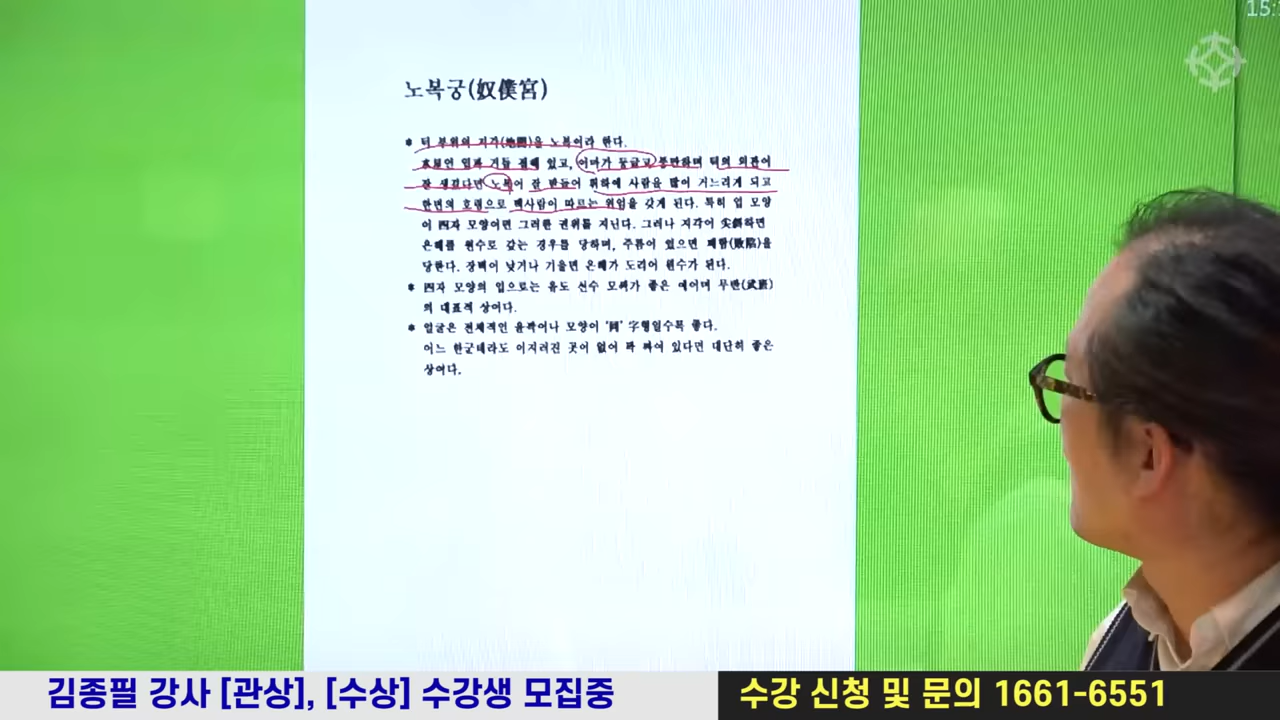 15:
노복궁(奴僕宮)
* 턱 부위의 지각(地閣)을 노복이라 한다.
수성인 입과 거듭 접해 있고, 이마가 둥글고 풍만하며 턱의 외관이
잘 생겼다면 노복이 잘 받들어 휘하에 사람을 많이 거느리게 되고
한번의 호령으로 백사람이 따르는 위엄을 갖게 된다. 특히 입 모양
이 四자 모양이면 그러한 권위를 지닌다. 그러나 지각이 尖斜하면
은혜를 원수로 갚는 경우를 당하며, 주름이 있으면 패함(敗陷)을
당한다. 장벽이 낮거나 기울면 은혜가 도리어 원수가 된다.
* 四자 모양의 입으로는 유도 선수 모씨가 좋은 예이며 무반(武班)
의 대표적 상이다.
* 얼굴은 전체적인 윤곽이나 모양이 '同' 字형일수록 좋다.
어느 한군데라도 이지러진 곳이 없이 꽉 짜여 있다면 대단히 좋은
상이다.
김종필 강사 [관상], [수상] 수강생 모집중
수강 신청 및 문의 1661-6551